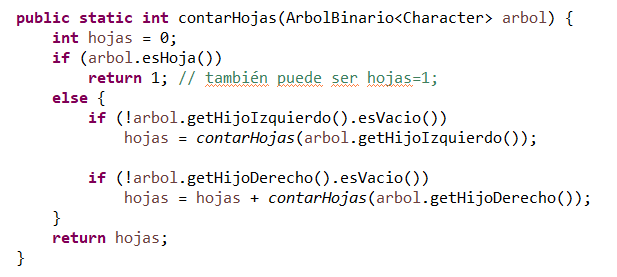 public static int contarHojas(ArbolBinario<Character> arbol) {
    int hojas = 0;
    if (arbol.esHoja())
        return 1; // también puede ser hojas=1;
    else {
        if (!arbol.getHijoIzquierdo().esVacio())
            hojas = contarHojas(arbol.getHijoIzquierdo());

        if (!arbol.getHijoDerecho().esVacio())
            hojas = hojas + contarHojas(arbol.getHijoDerecho());
    }
    return hojas;
}